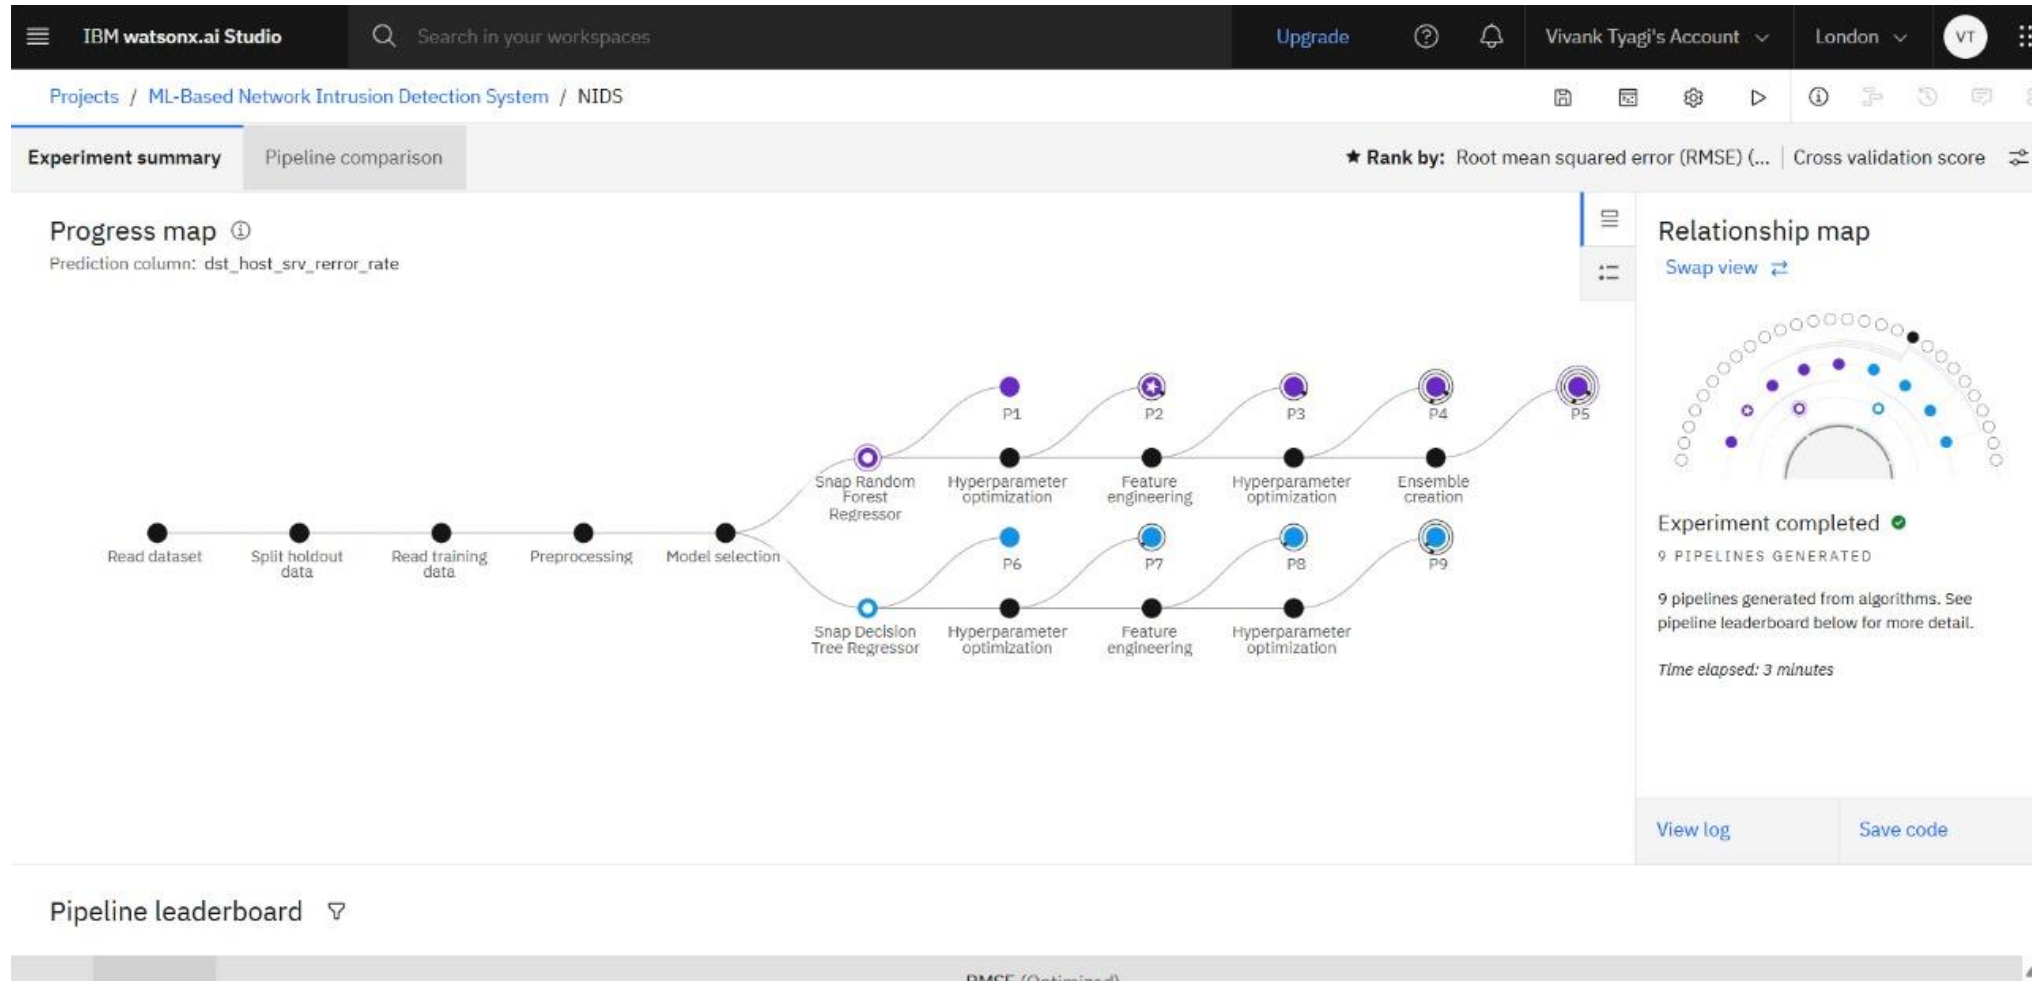 IBM watsonx.ai Studio
Search in your workspaces
Upgrade
Vivank Tyagi's Account
London
VT
Projects / ML-Based Network Intrusion Detection System / NIDS
Experiment summary
Pipeline comparison
Rank by: Root mean squared error (RMSE) (... | Cross validation score
Progress map
Prediction column: dst_host_srv_rerror_rate
P1
P2
P3
P4
P5
Snap Random
Forest
Regressor
Hyperparameter
optimization
Feature
engineering
Hyperparameter
optimization
Ensemble
creation
Read dataset
Split holdout
data
Read training
data
Preprocessing
Model selection
P6
P7
P8
P9
Snap Decision
Tree Regressor
Hyperparameter
optimization
Feature
engineering
Hyperparameter
optimization
Relationship map
Swap view
Experiment completed
9 PIPELINES GENERATED
9 pipelines generated from algorithms. See
pipeline leaderboard below for more detail.
Time elapsed: 3 minutes
View log
Save code
Pipeline leaderboard
RMSE (Optimized)